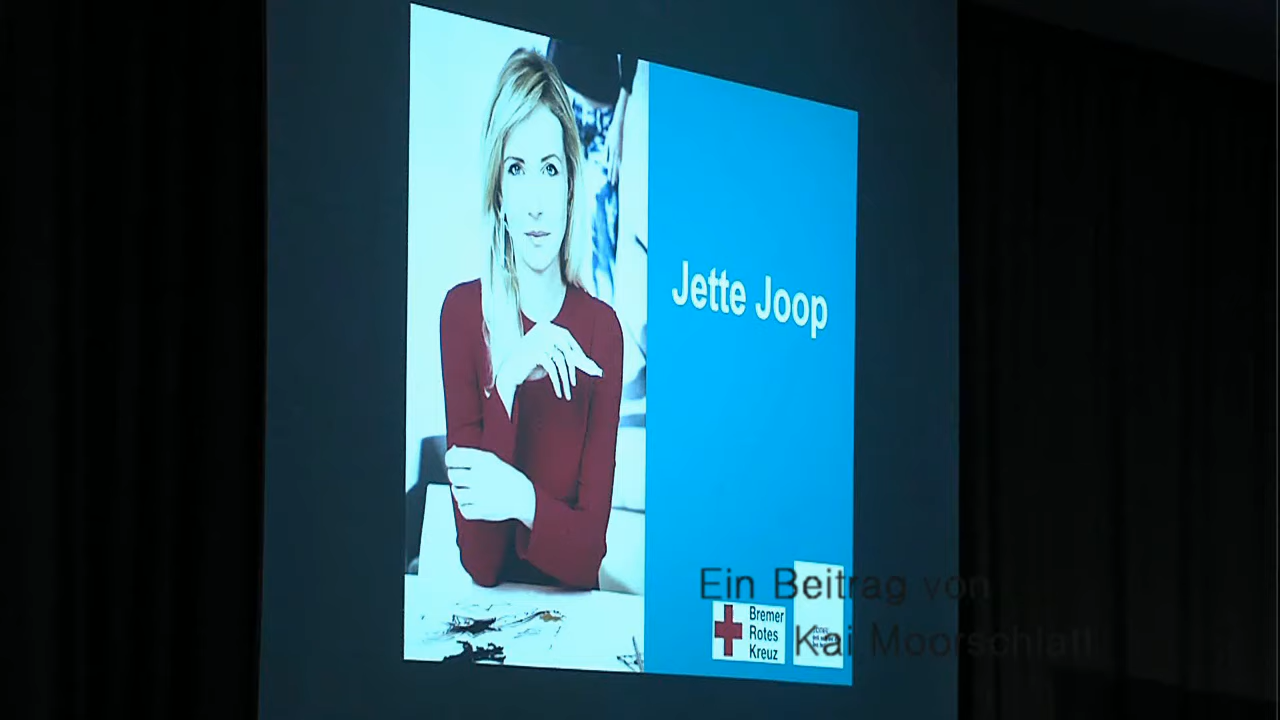 Jette Joop
Ein Beitrag von
Kai Moorschlatt
Bremer
Rotes
Kreuz